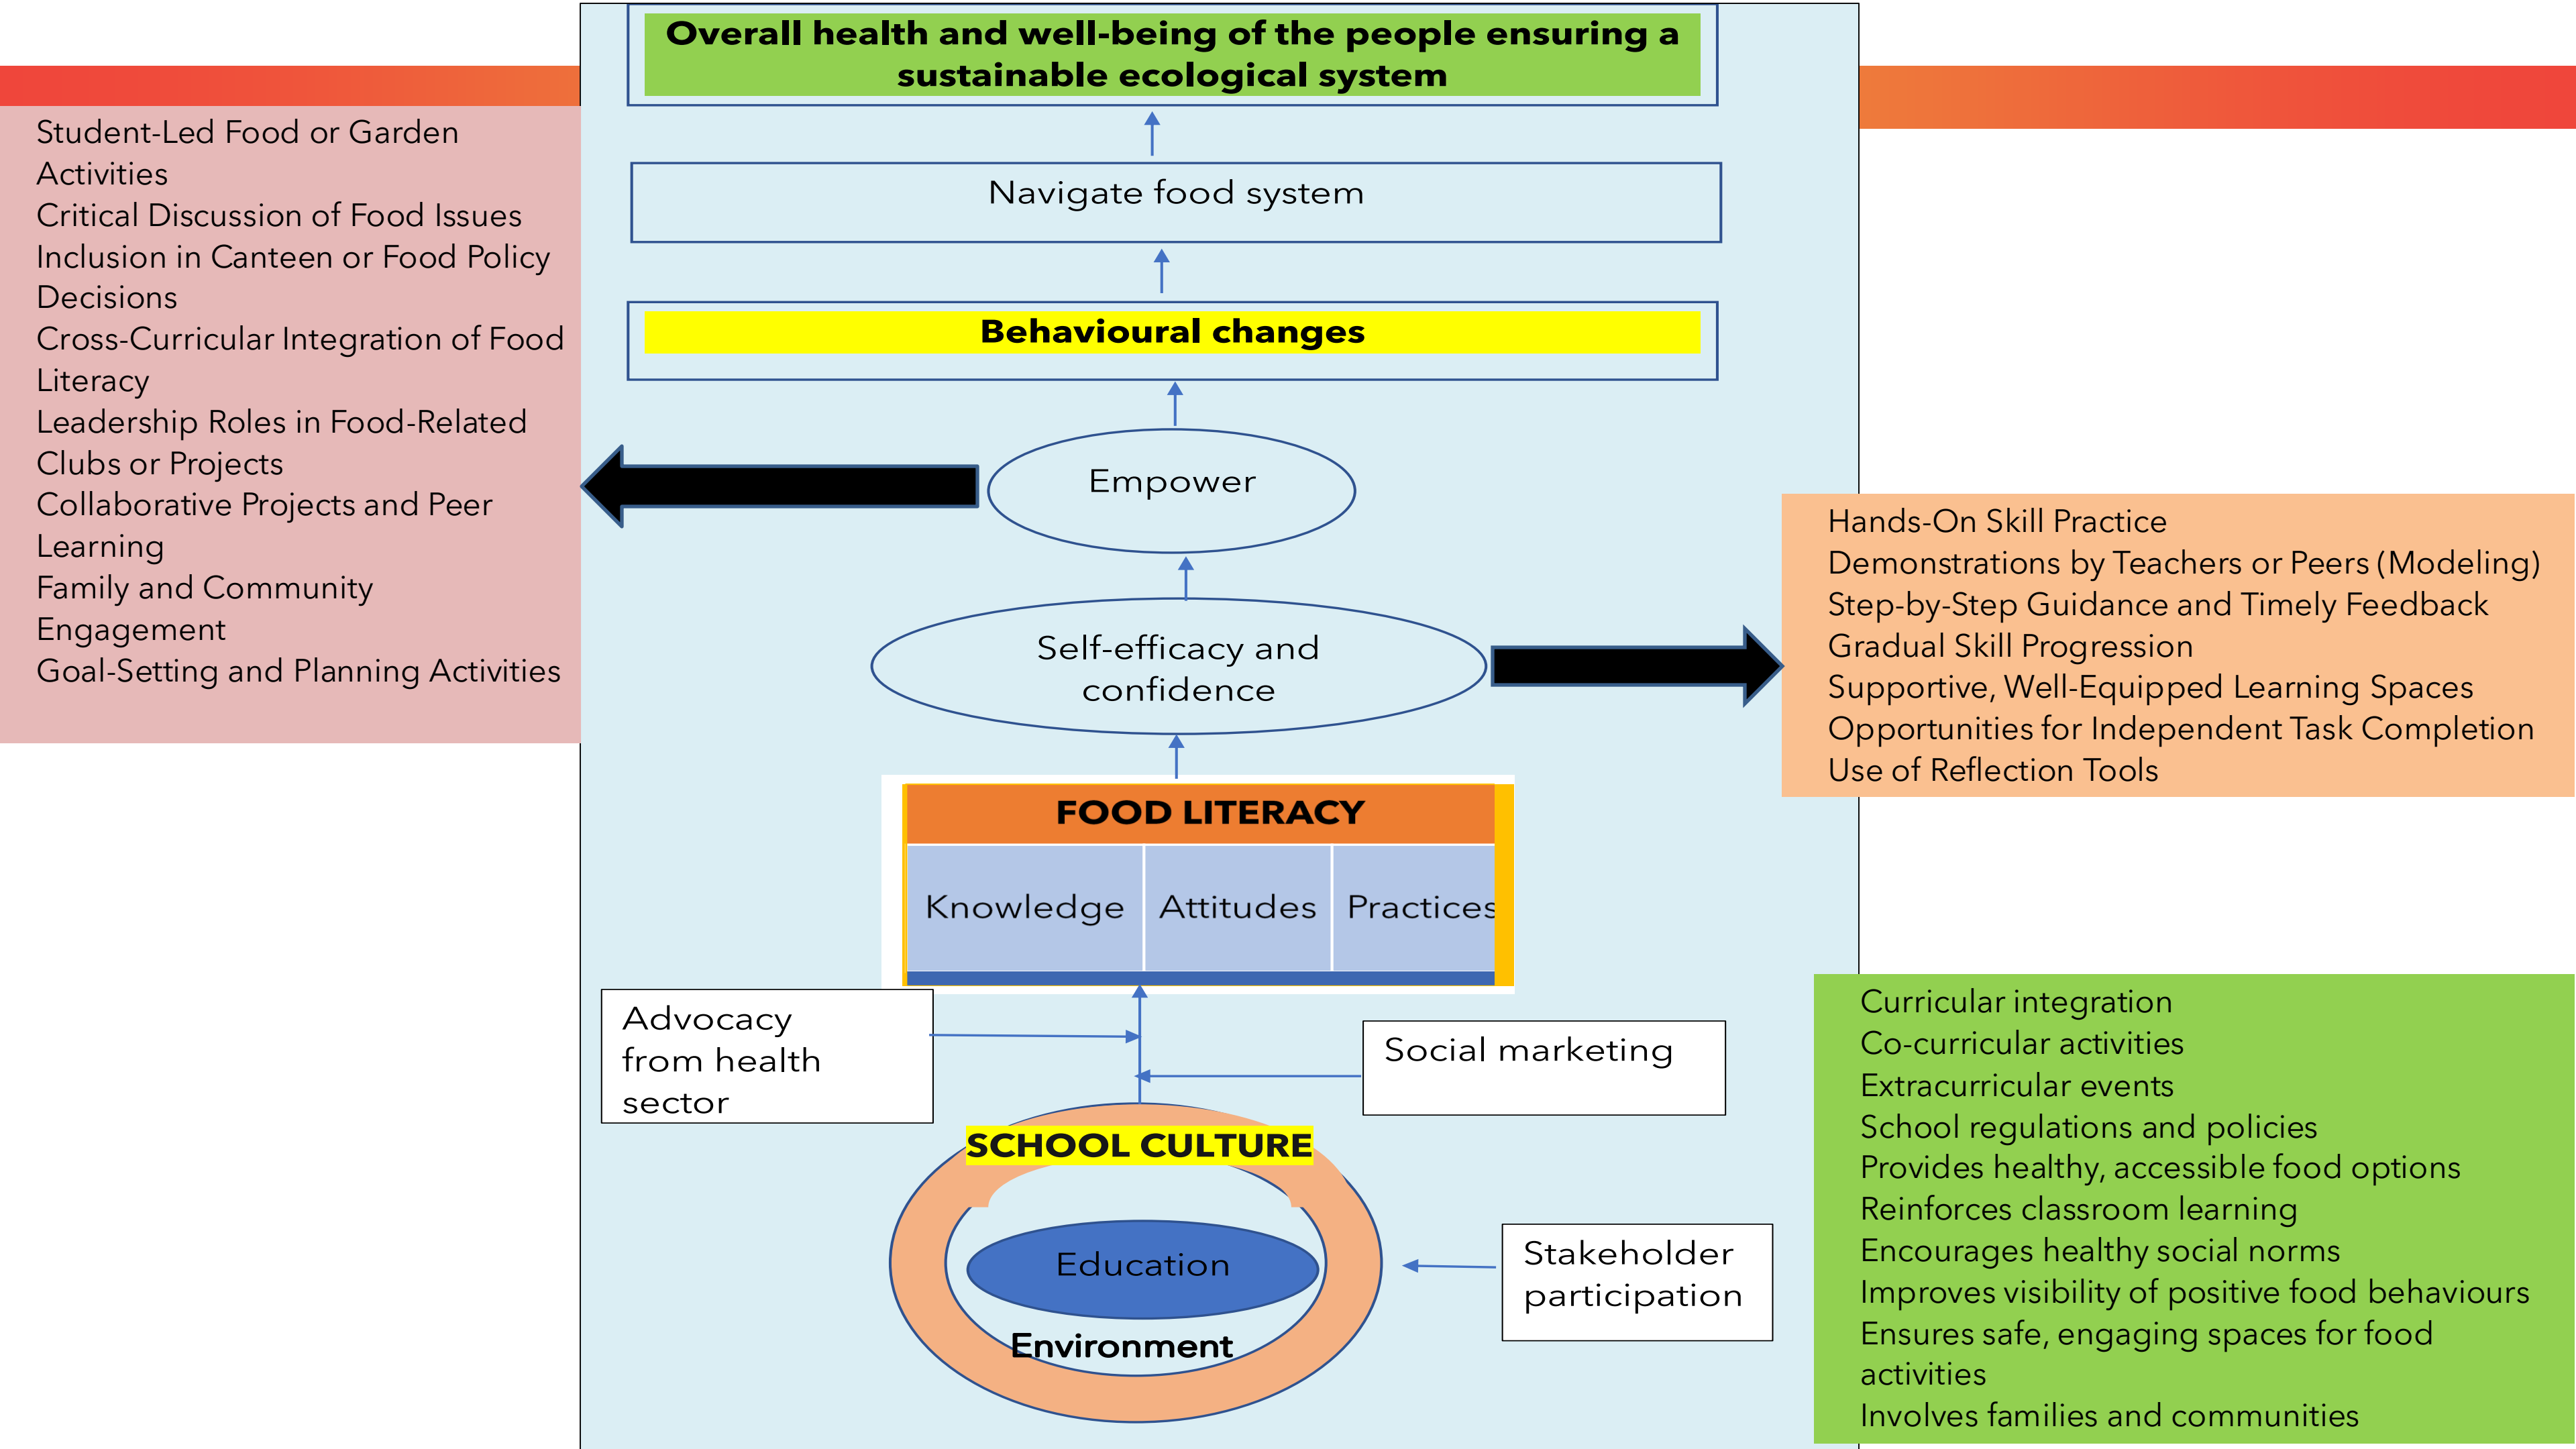 Overall health and well-being of the people ensuring a
sustainable ecological system
Navigate food system
Behavioural changes
Empower
Self-efficacy and
confidence
FOOD LITERACY
Knowledge
Attitudes
Practices
Advocacy
from health
sector
Social marketing
SCHOOL CULTURE
Education
Environment
Stakeholder
participation
Student-Led Food or Garden
Activities
Critical Discussion of Food Issues
Inclusion in Canteen or Food Policy
Decisions
Cross-Curricular Integration of Food
Literacy
Leadership Roles in Food-Related
Clubs or Projects
Collaborative Projects and Peer
Learning
Family and Community
Engagement
Goal-Setting and Planning Activities
Hands-On Skill Practice
Demonstrations by Teachers or Peers (Modeling)
Step-by-Step Guidance and Timely Feedback
Gradual Skill Progression
Supportive, Well-Equipped Learning Spaces
Opportunities for Independent Task Completion
Use of Reflection Tools
Curricular integration
Co-curricular activities
Extracurricular events
School regulations and policies
Provides healthy, accessible food options
Reinforces classroom learning
Encourages healthy social norms
Improves visibility of positive food behaviours
Ensures safe, engaging spaces for food
activities
Involves families and communities